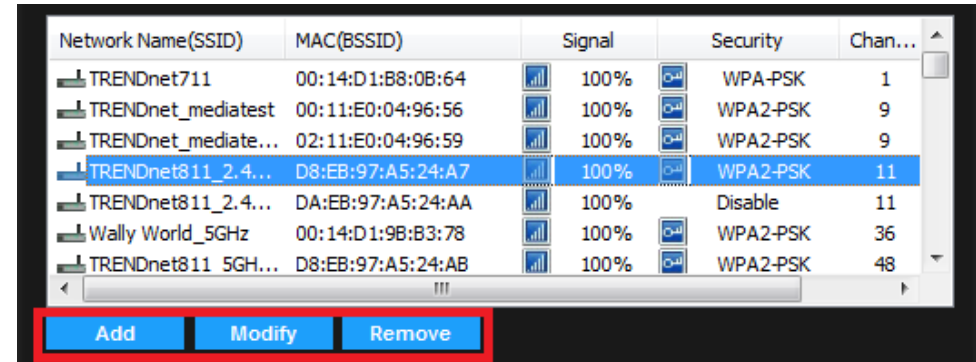 Network Name(SSID) MAC(BSSID) Signal Security Chan...
TRENDnet711 00:14:D1:B8:0B:64 100% WPA-PSK 1
TRENDnet_mediatest 00:11:E0:04:96:56 100% WPA2-PSK 9
TRENDnet_mediate... 02:11:E0:04:96:59 100% WPA2-PSK 9
TRENDnet811_2.4... D8:EB:97:A5:24:A7 100% WPA2-PSK 11
TRENDnet811_2.4... DA:EB:97:A5:24:AA 100% Disable 11
Wally World_5GHz 00:14:D1:9B:B3:78 100% WPA2-PSK 36
TRENDnet811_5GH... D8:EB:97:A5:24:AB 100% WPA2-PSK 48
Add Modify Remove